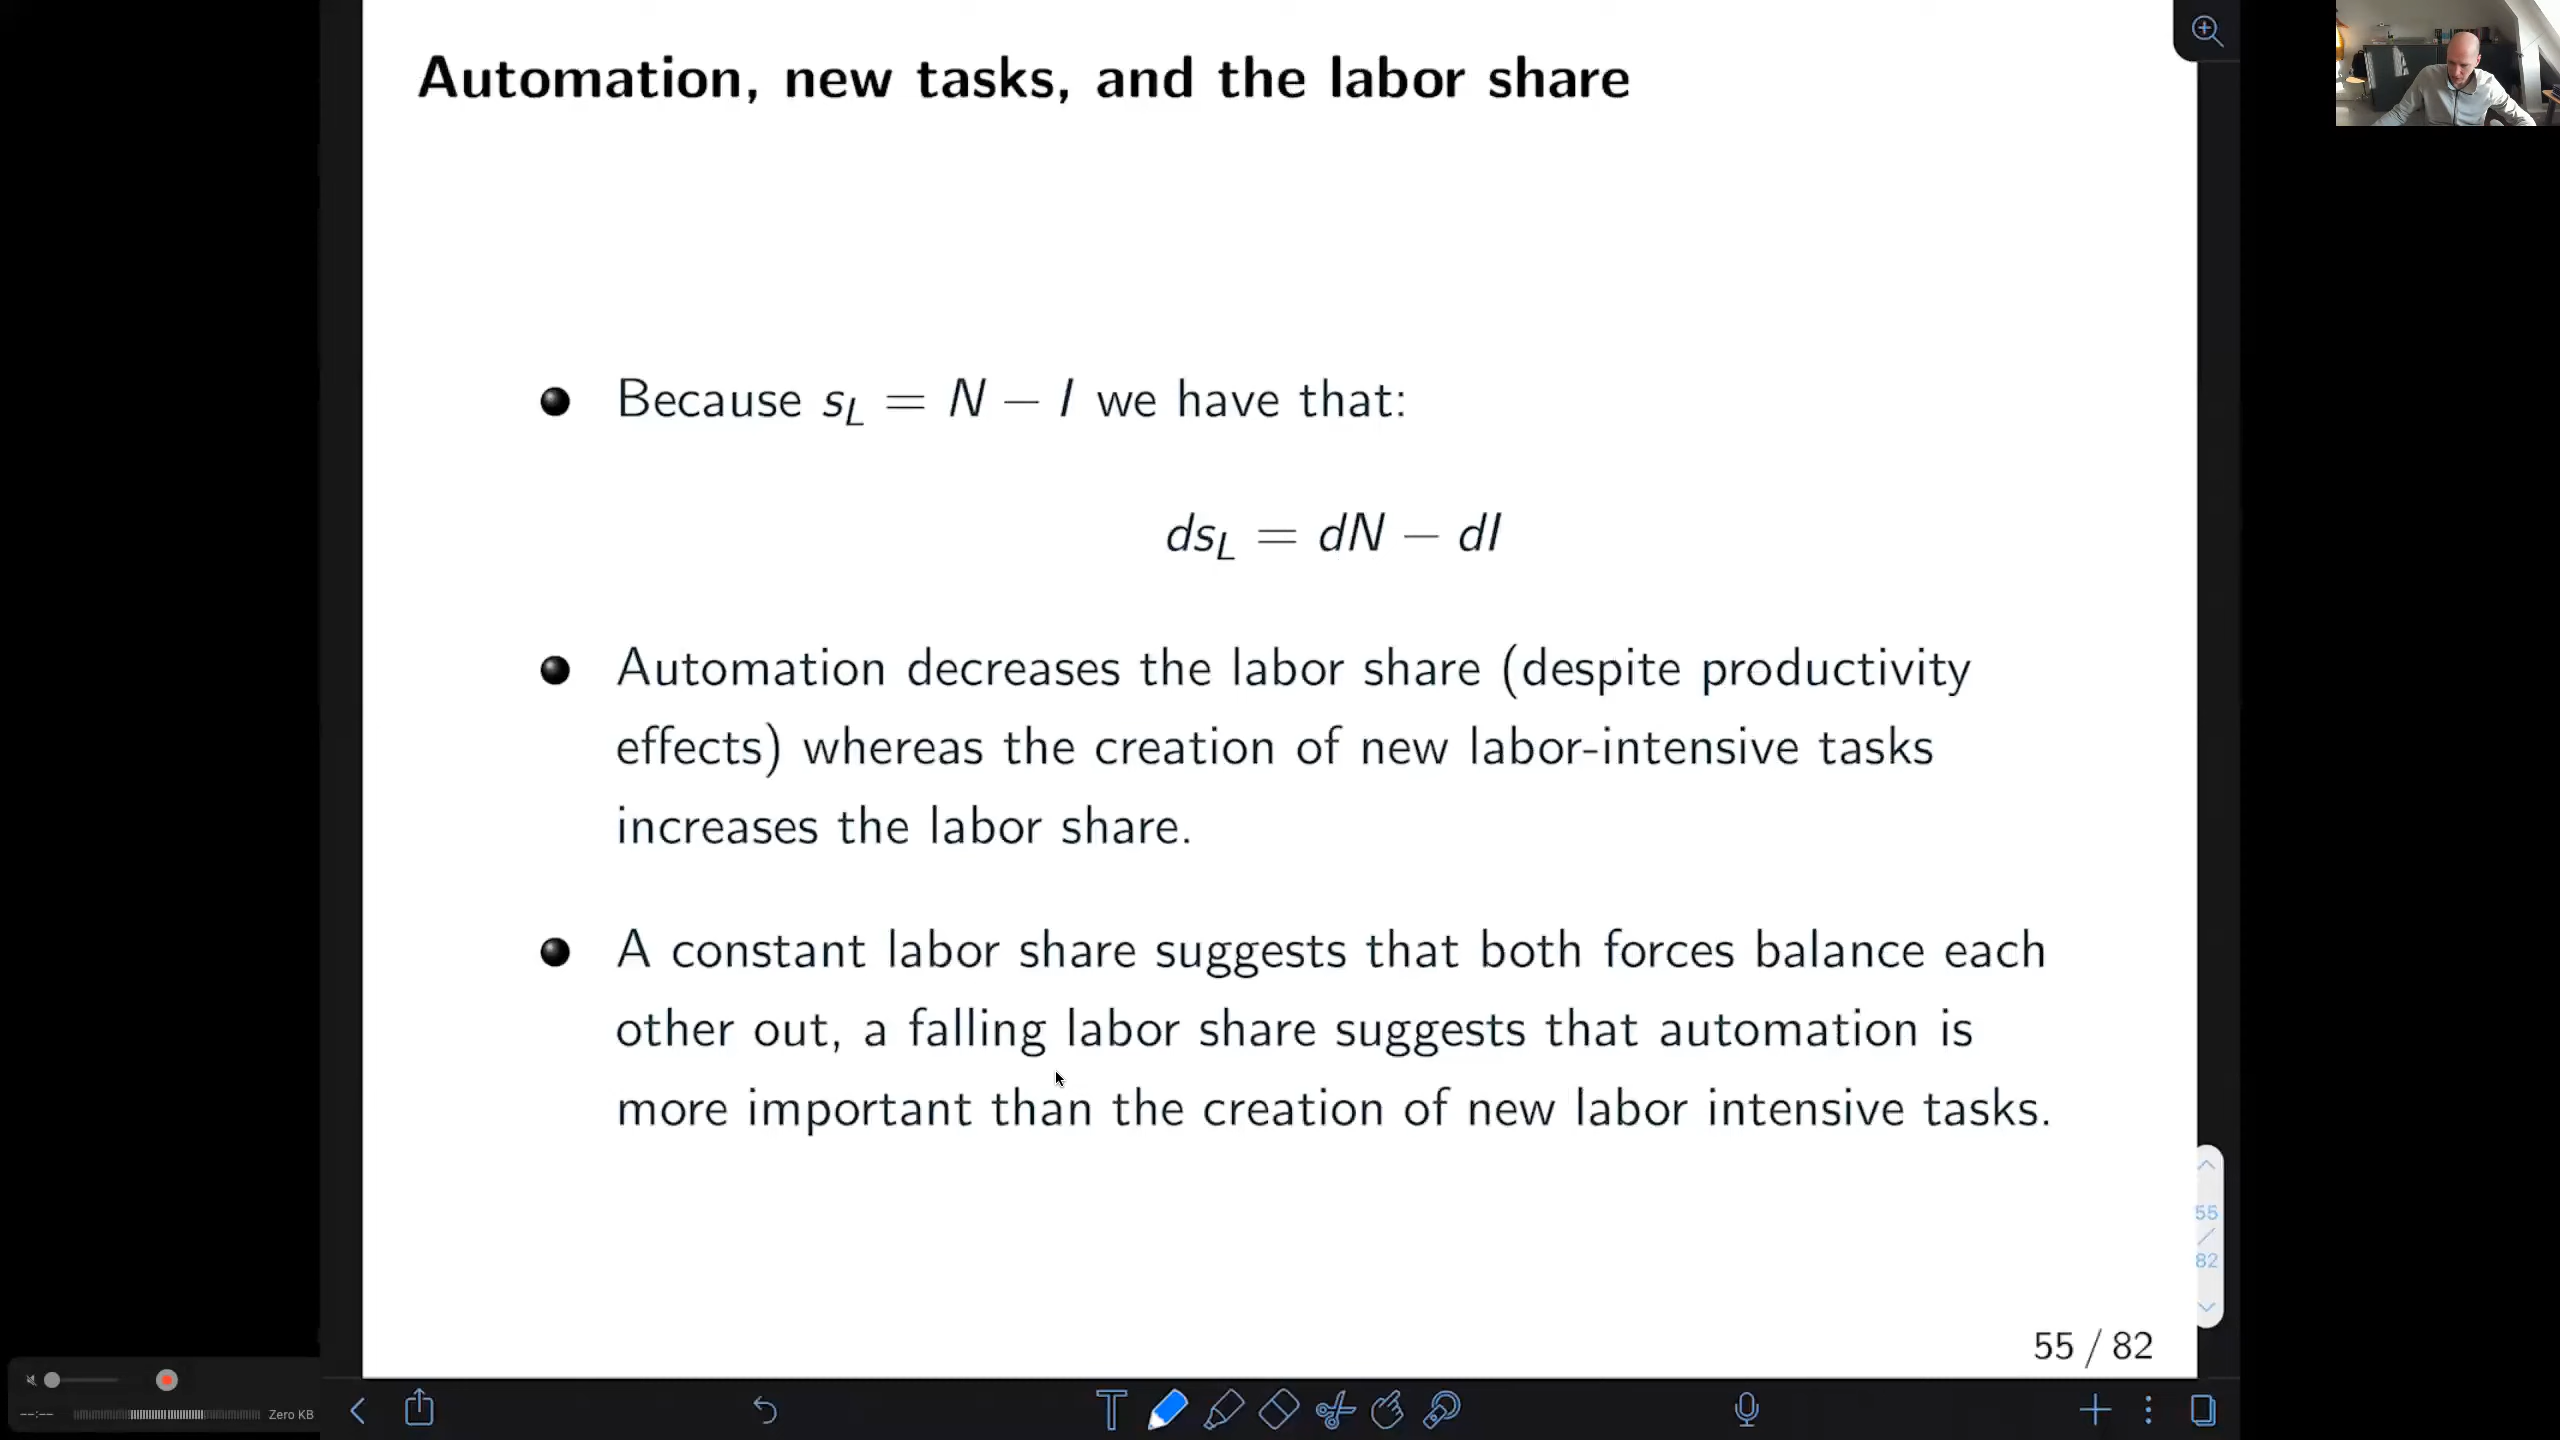 Automation, new tasks, and the labor share
Because s_L = N − I we have that:
ds_L = dN − dI
Automation decreases the labor share (despite productivity
effects) whereas the creation of new labor-intensive tasks
increases the labor share.
A constant labor share suggests that both forces balance each
other out, a falling labor share suggests that automation is
more important than the creation of new labor intensive tasks.
55
/
82
55 / 82
--:--
Zero KB